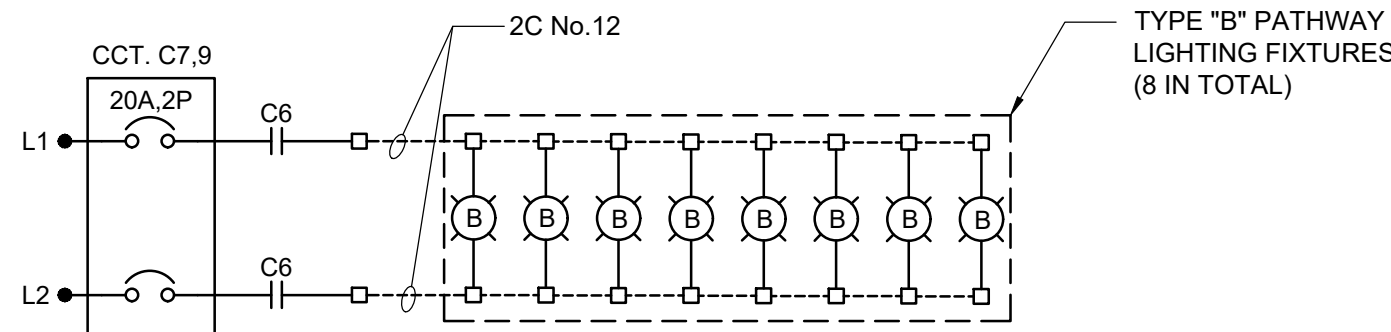 2C No.12
TYPE "B" PATHWAY
LIGHTING FIXTURES
(8 IN TOTAL)
CCT. C7,9
20A,2P
C6
L1
B B B B B B B B
C6
L2